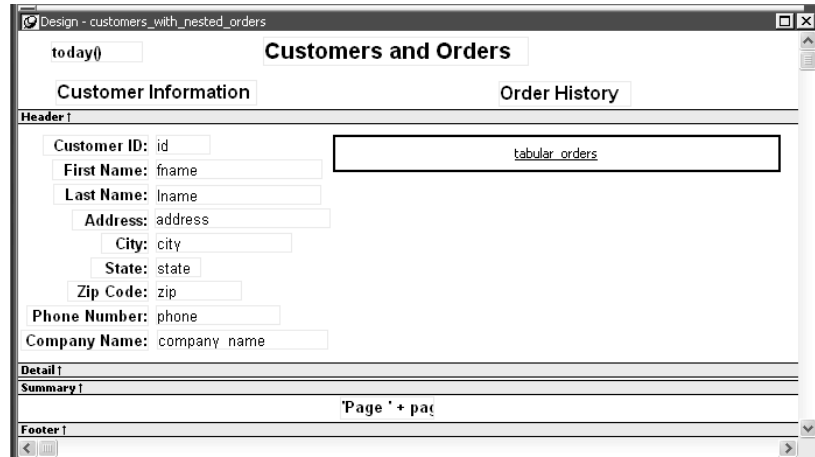 Design - customers_with_nested_orders
today() Customers and Orders
Customer Information Order History
Header ↑
Customer ID: id tabular_orders
First Name: fname
Last Name: lname
Address: address
City: city
State: state
Zip Code: zip
Phone Number: phone
Company Name: company_name
Detail ↑
Summary ↑
'Page ' + pag
Footer ↑